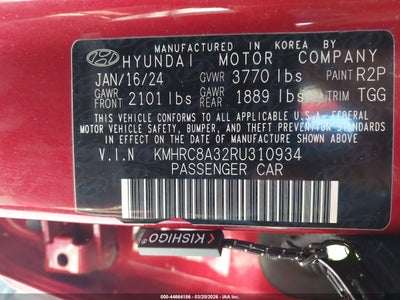 MANUFACTURED IN KOREA BY
HYUNDAI MOTOR COMPANY
JAN/16/24 GVWR 3770 lbs PAINT R2P
GAWR FRONT 2101 lbs GAWR REAR 1889 lbs TRIM TGG
THIS VEHICLE CONFORMS TO ALL APPLICABLE U.S.A. FEDERAL
MOTOR VEHICLE SAFETY, BUMPER, AND THEFT PREVENTION
STANDARDS IN EFFECT ON THE DATE OF MANUFACTURE SHOWN ABOVE.
V.I.N KMHRC8A32RU310934
PASSENGER CAR
KISHIGO
000-44664166 - 03/20/2026 - IAA Holdings, LLC